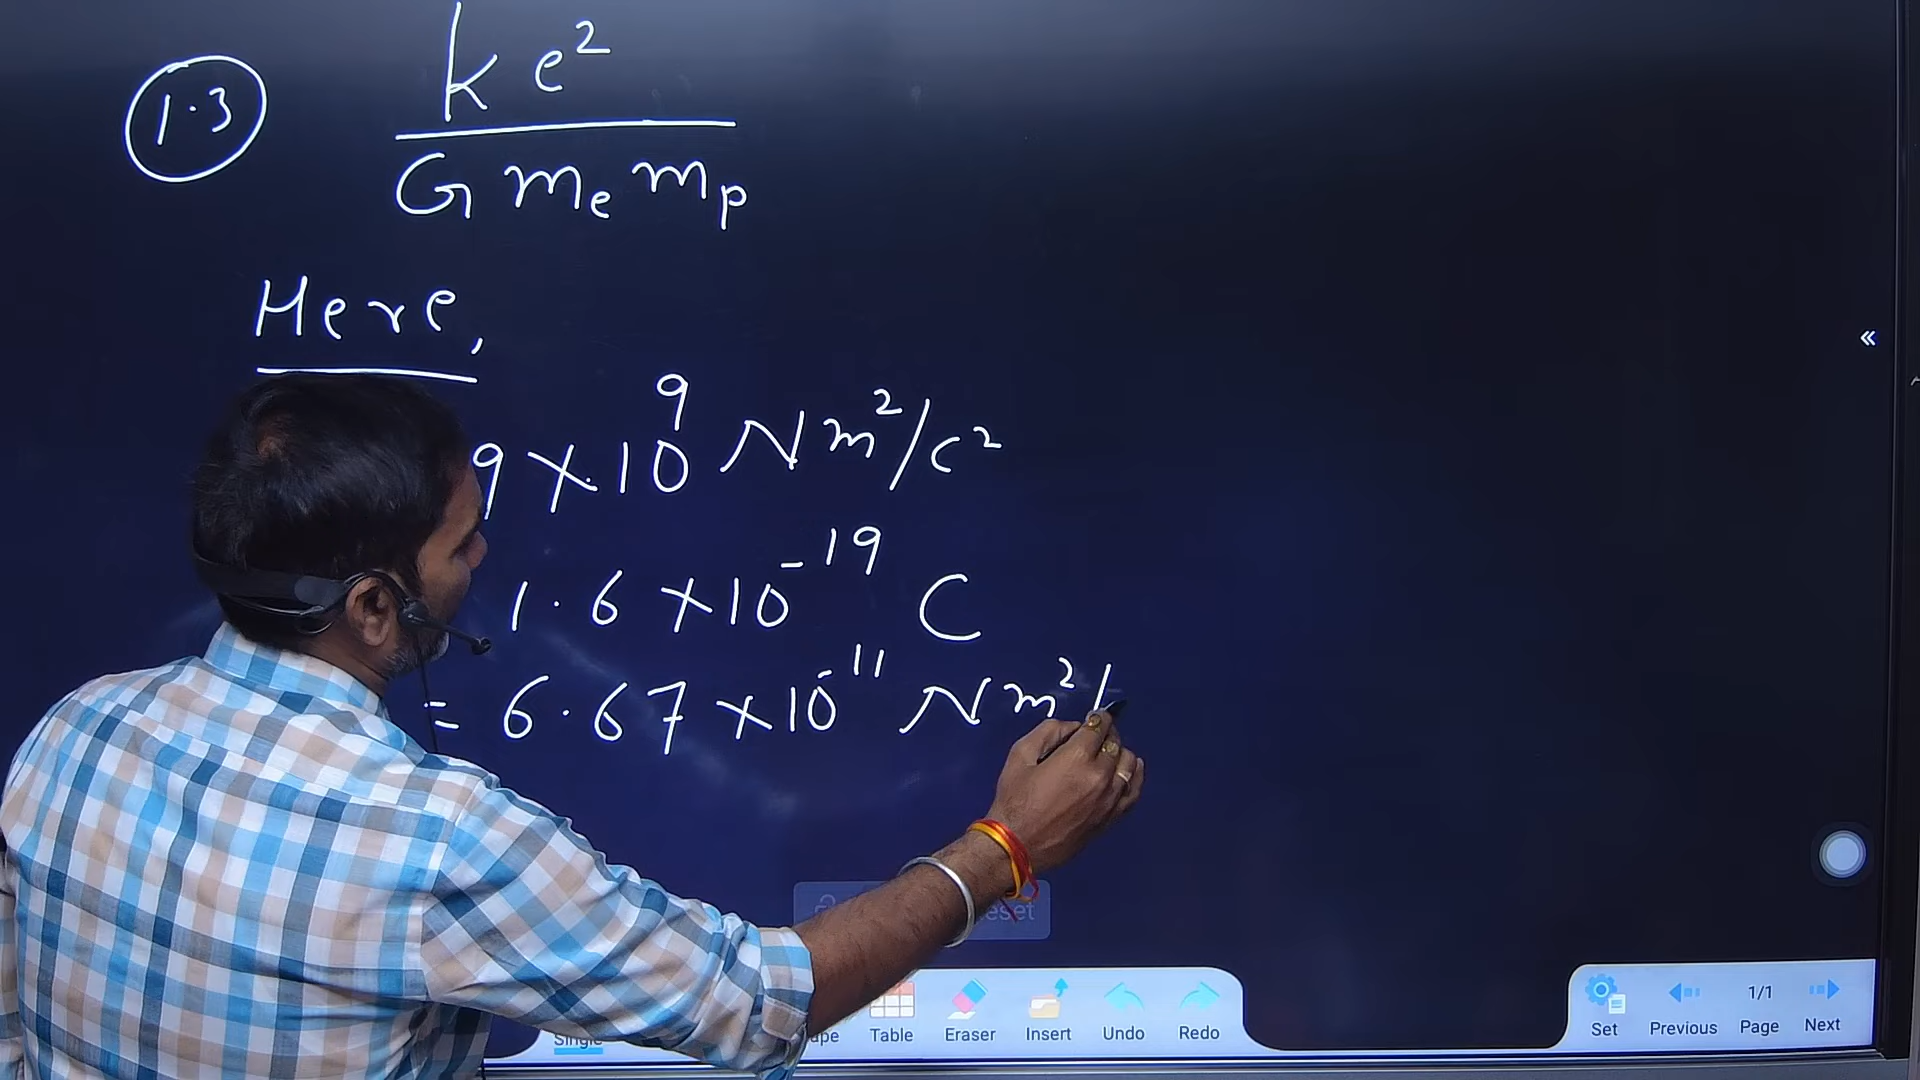 1.3
k e²
G mₑ mₚ
Here,
9 × 10⁹ Nm²/c²
1.6 × 10⁻¹⁹ C
= 6.67 × 10⁻¹¹ Nm²/
«
Table Eraser Insert Undo Redo
Set Previous 1/1 Page Next